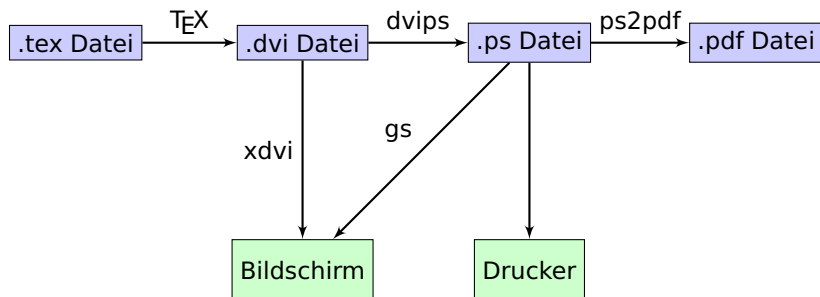 TEX
dvips
ps2pdf
.tex Datei
.dvi Datei
.ps Datei
.pdf Datei
xdvi
gs
Bildschirm
Drucker